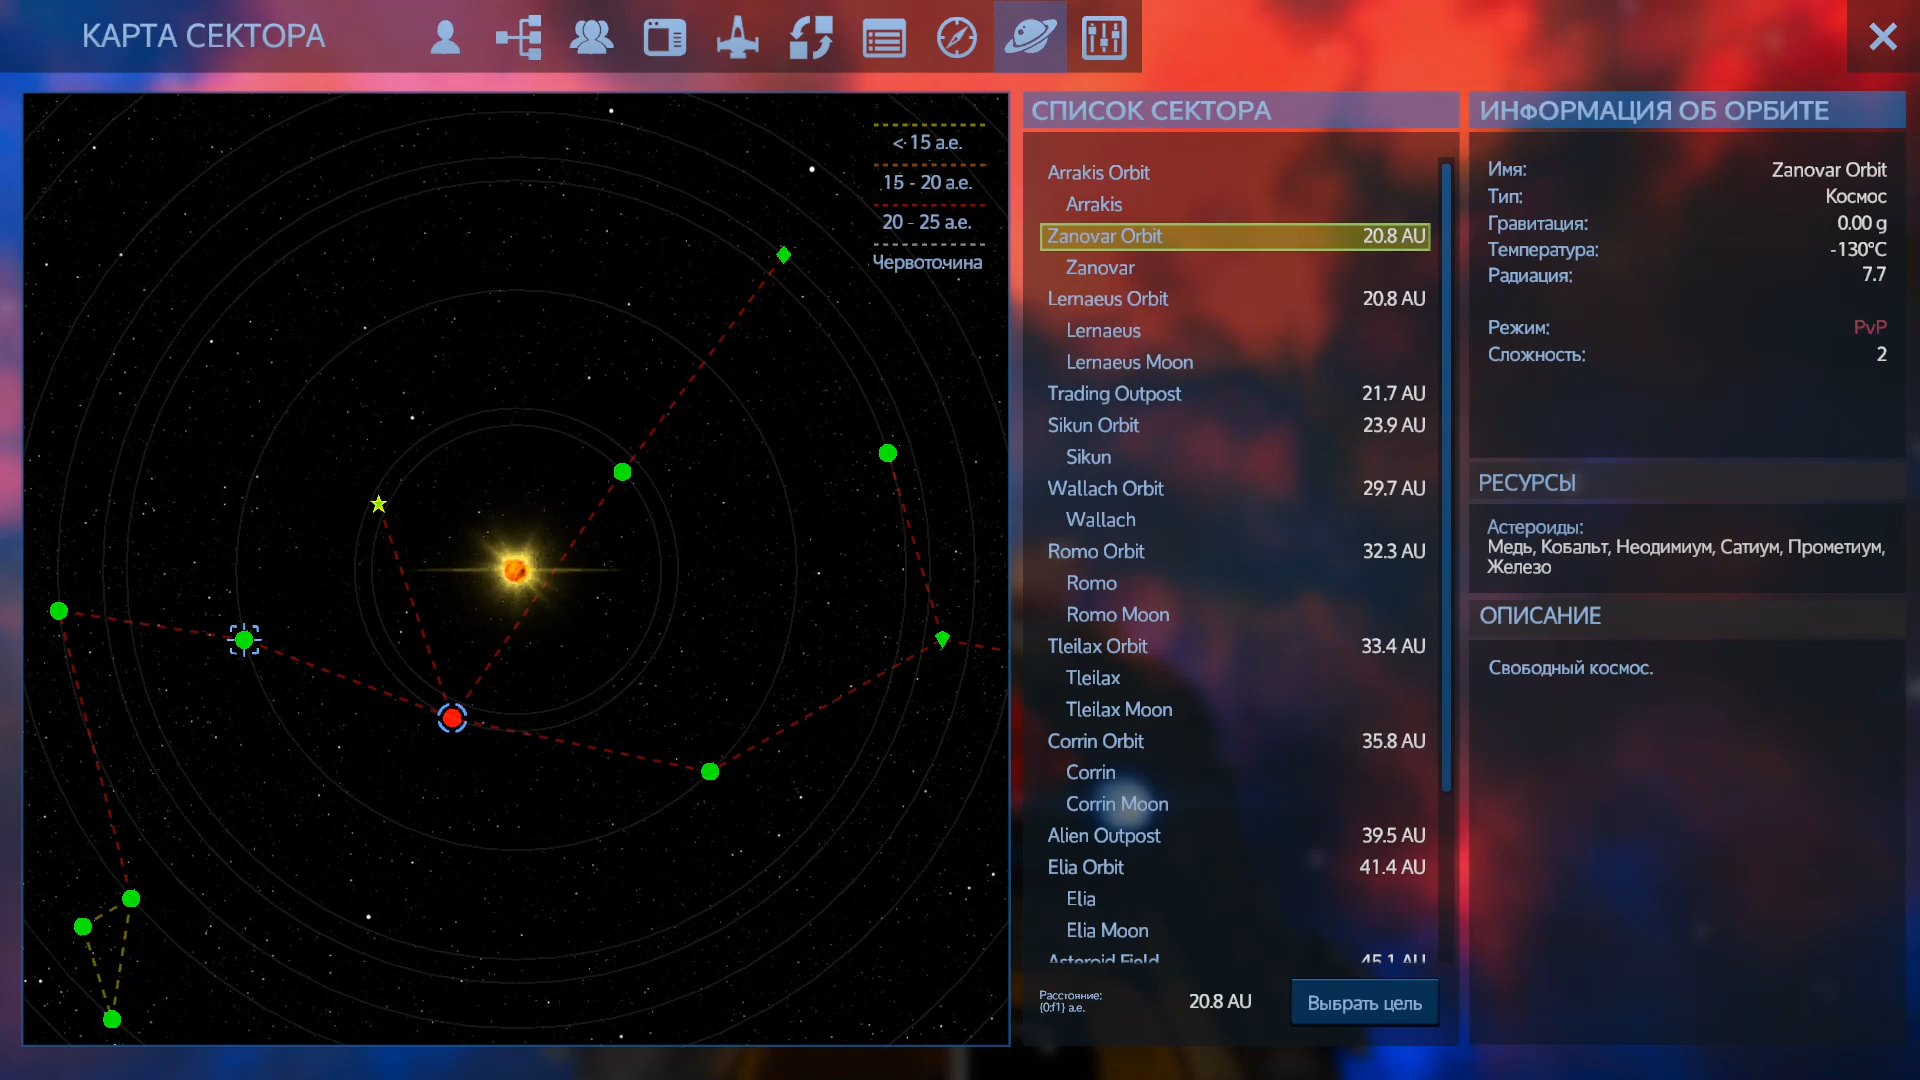 КАРТА СЕКТОРА
< 15 а.е.
15 - 20 а.е.
20 - 25 а.е.
Червоточина
СПИСОК СЕКТОРА
Arrakis Orbit
Arrakis
Zanovar Orbit 20.8 AU
Zanovar
Lernaeus Orbit 20.8 AU
Lernaeus
Lernaeus Moon
Trading Outpost 21.7 AU
Sikun Orbit 23.9 AU
Sikun
Wallach Orbit 29.7 AU
Wallach
Romo Orbit 32.3 AU
Romo
Romo Moon
Tleilax Orbit 33.4 AU
Tleilax
Tleilax Moon
Corrin Orbit 35.8 AU
Corrin
Corrin Moon
Alien Outpost 39.5 AU
Elia Orbit 41.4 AU
Elia
Elia Moon
Asteroid Field 45.1 AU
Расстояние:
{0:f1} а.е.
20.8 AU
Выбрать цель
ИНФОРМАЦИЯ ОБ ОРБИТЕ
Имя: Zanovar Orbit
Тип: Космос
Гравитация: 0.00 g
Температура: -130°C
Радиация: 7.7
Режим: PvP
Сложность: 2
РЕСУРСЫ
Астероиды:
Медь, Кобальт, Неодимиум, Сатиум, Прометиум,
Железо
ОПИСАНИЕ
Свободный космос.